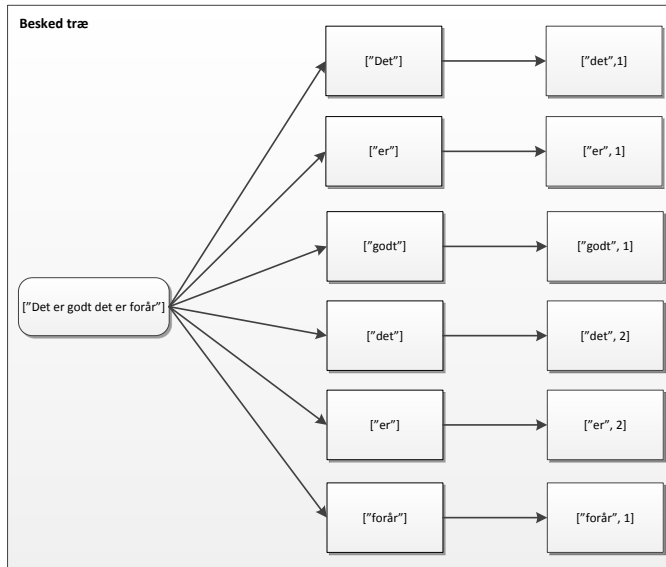 Besked træ
["Det"]
["det",1]
["er"]
["er", 1]
["godt"]
["godt", 1]
["Det er godt det er forår"]
["det"]
["det", 2]
["er"]
["er", 2]
["forår"]
["forår", 1]